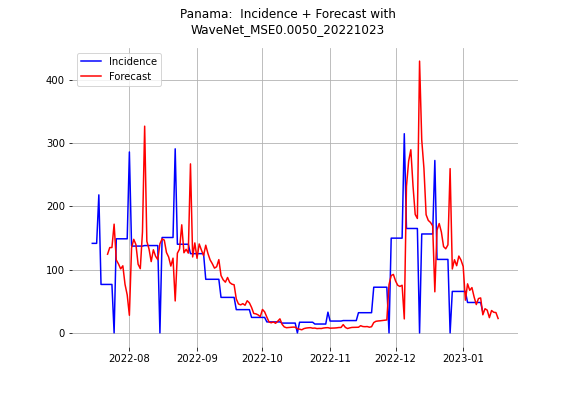 Panama:  Incidence + Forecast with
WaveNet_MSE0.0050_20221023
Incidence
Forecast
400
300
200
100
0
2022-08 2022-09 2022-10 2022-11 2022-12 2023-01